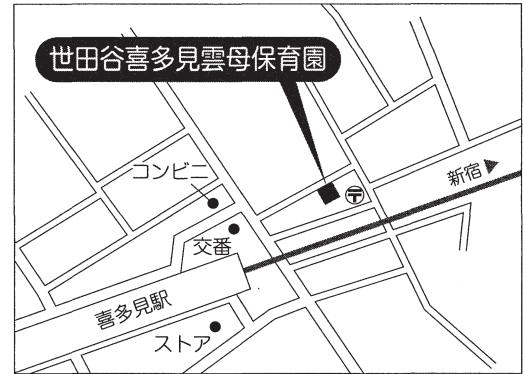 世田谷喜多見雲母保育園
新宿▶
コンビニ
〒
交番
喜多見駅
ストア